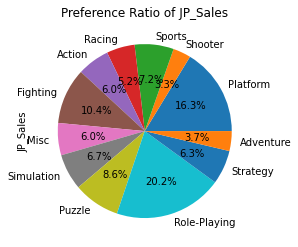 Preference Ratio of JP_Sales
Sports
Racing
Shooter
Action
7.2%
3.3%
5.2%
Platform
6.0%
Fighting
16.3%
10.4%
JP_Sales
Misc
6.0%
3.7%
Adventure
6.3%
6.7%
Simulation
Strategy
8.6%
20.2%
Puzzle
Role-Playing